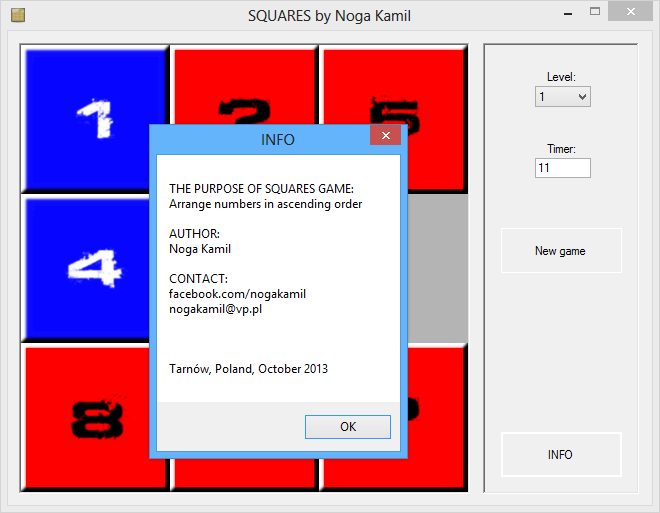 SQUARES by Noga Kamil
1
5
4
8
INFO
THE PURPOSE OF SQUARES GAME:
Arrange numbers in ascending order
AUTHOR:
Noga Kamil
CONTACT:
facebook.com/nogakamil
nogakamil@vp.pl
Tarnów, Poland, October 2013
OK
Level:
1
Timer:
11
New game
INFO